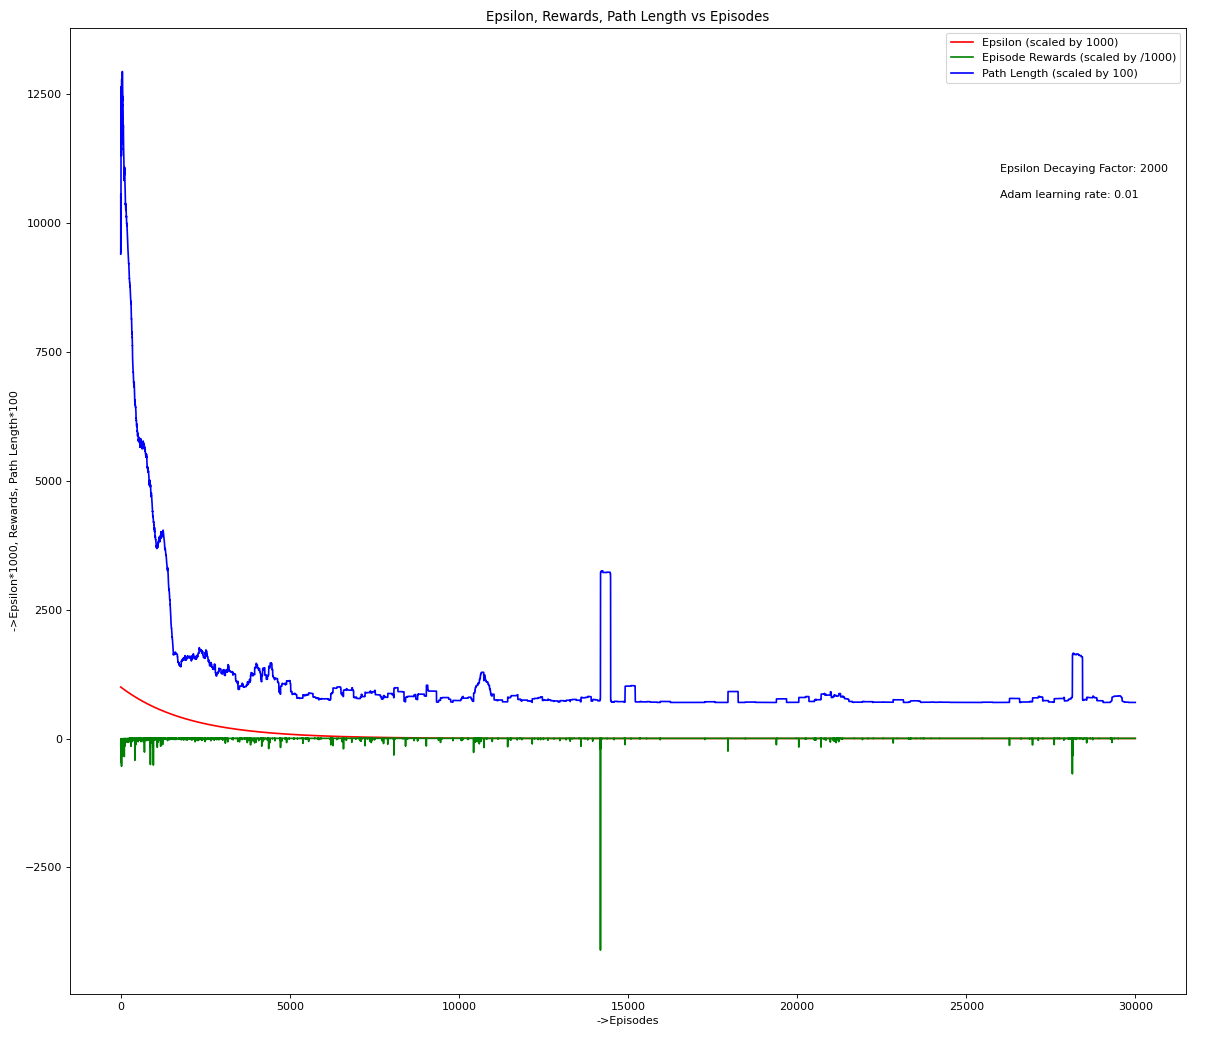 Epsilon, Rewards, Path Length vs Episodes
Epsilon (scaled by 1000)
Episode Rewards (scaled by /1000)
Path Length (scaled by 100)
Epsilon Decaying Factor: 2000
Adam learning rate: 0.01
->Epsilon*1000, Rewards, Path Length*100
12500
10000
7500
5000
2500
0
−2500
0
5000
10000
15000
20000
25000
30000
->Episodes